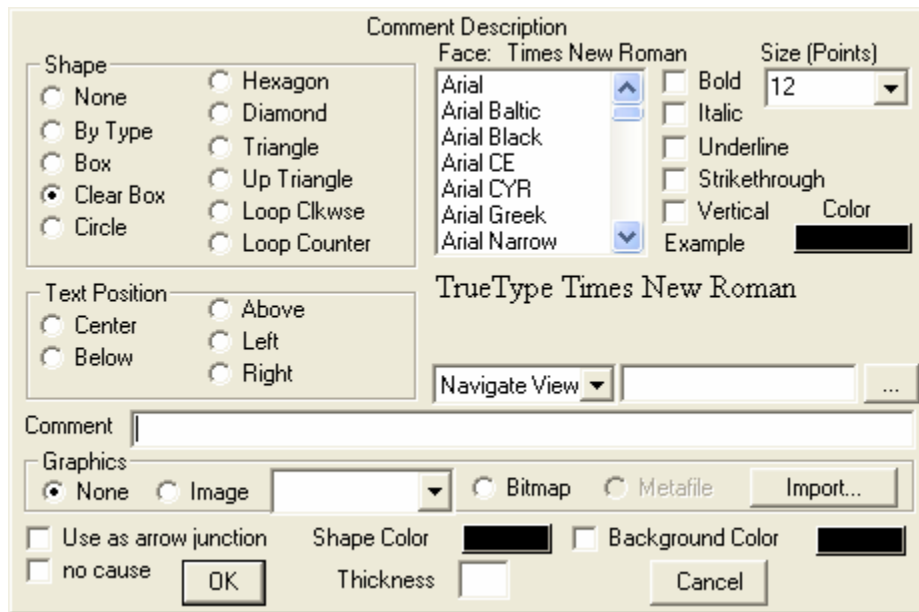 Comment Description
Shape
None
By Type
Box
Clear Box
Circle
Hexagon
Diamond
Triangle
Up Triangle
Loop Clkwse
Loop Counter
Face: Times New Roman
Arial
Arial Baltic
Arial Black
Arial CE
Arial CYR
Arial Greek
Arial Narrow
Bold
Italic
Underline
Strikethrough
Vertical
Size (Points)
12
Color
Example
TrueType Times New Roman
Text Position
Center
Below
Above
Left
Right
Navigate View
...
Comment
Graphics
None
Image
Bitmap
Metafile
Import...
Use as arrow junction
Shape Color
Background Color
no cause
OK
Thickness
Cancel